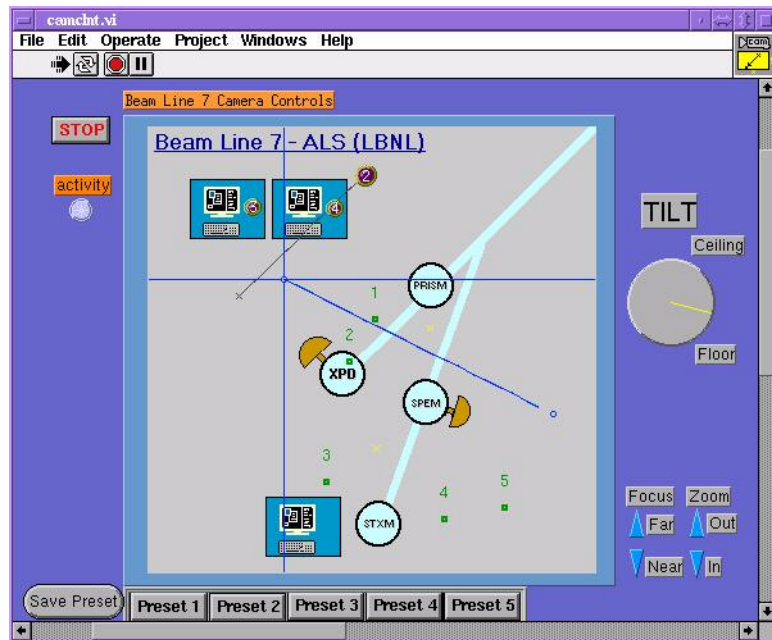 camclnt.vi
File Edit Operate Project Windows Help
cam
Beam Line 7 Camera Controls
STOP
activity
Beam Line 7 - ALS (LBNL)
2
3
4
TILT
Ceiling
Floor
PRISM
1
2
XPD
SPEM
3
4
5
STXM
Focus Zoom
Far Out
Near In
Save Preset
Preset 1 Preset 2 Preset 3 Preset 4 Preset 5